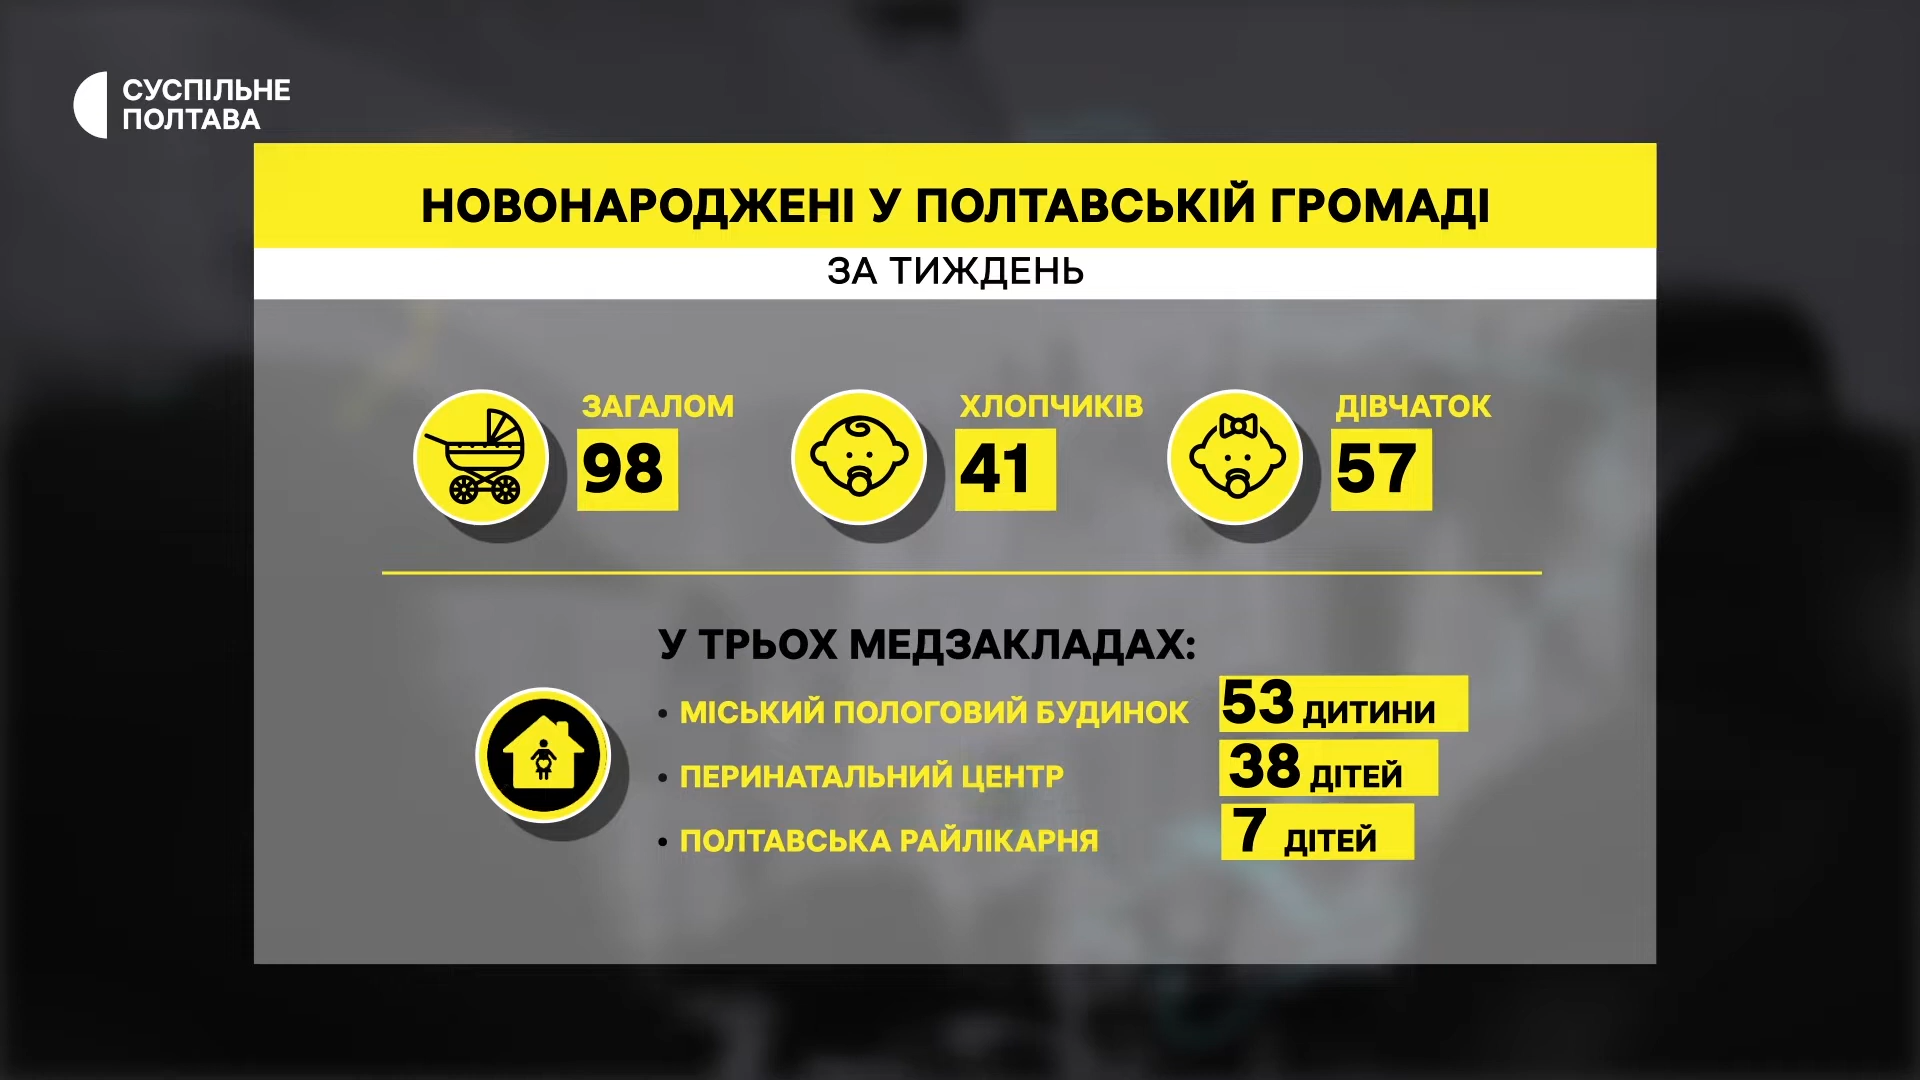 СУСПІЛЬНЕ
ПОЛТАВА
НОВОНАРОДЖЕНІ У ПОЛТАВСЬКІЙ ГРОМАДІ
ЗА ТИЖДЕНЬ
ЗАГАЛОМ
98
ХЛОПЧИКІВ
41
ДІВЧАТОК
57
У ТРЬОХ МЕДЗАКЛАДАХ:
• МІСЬКИЙ ПОЛОГОВИЙ БУДИНОК 53 ДИТИНИ
• ПЕРИНАТАЛЬНИЙ ЦЕНТР 38 ДІТЕЙ
• ПОЛТАВСЬКА РАЙЛІКАРНЯ 7 ДІТЕЙ